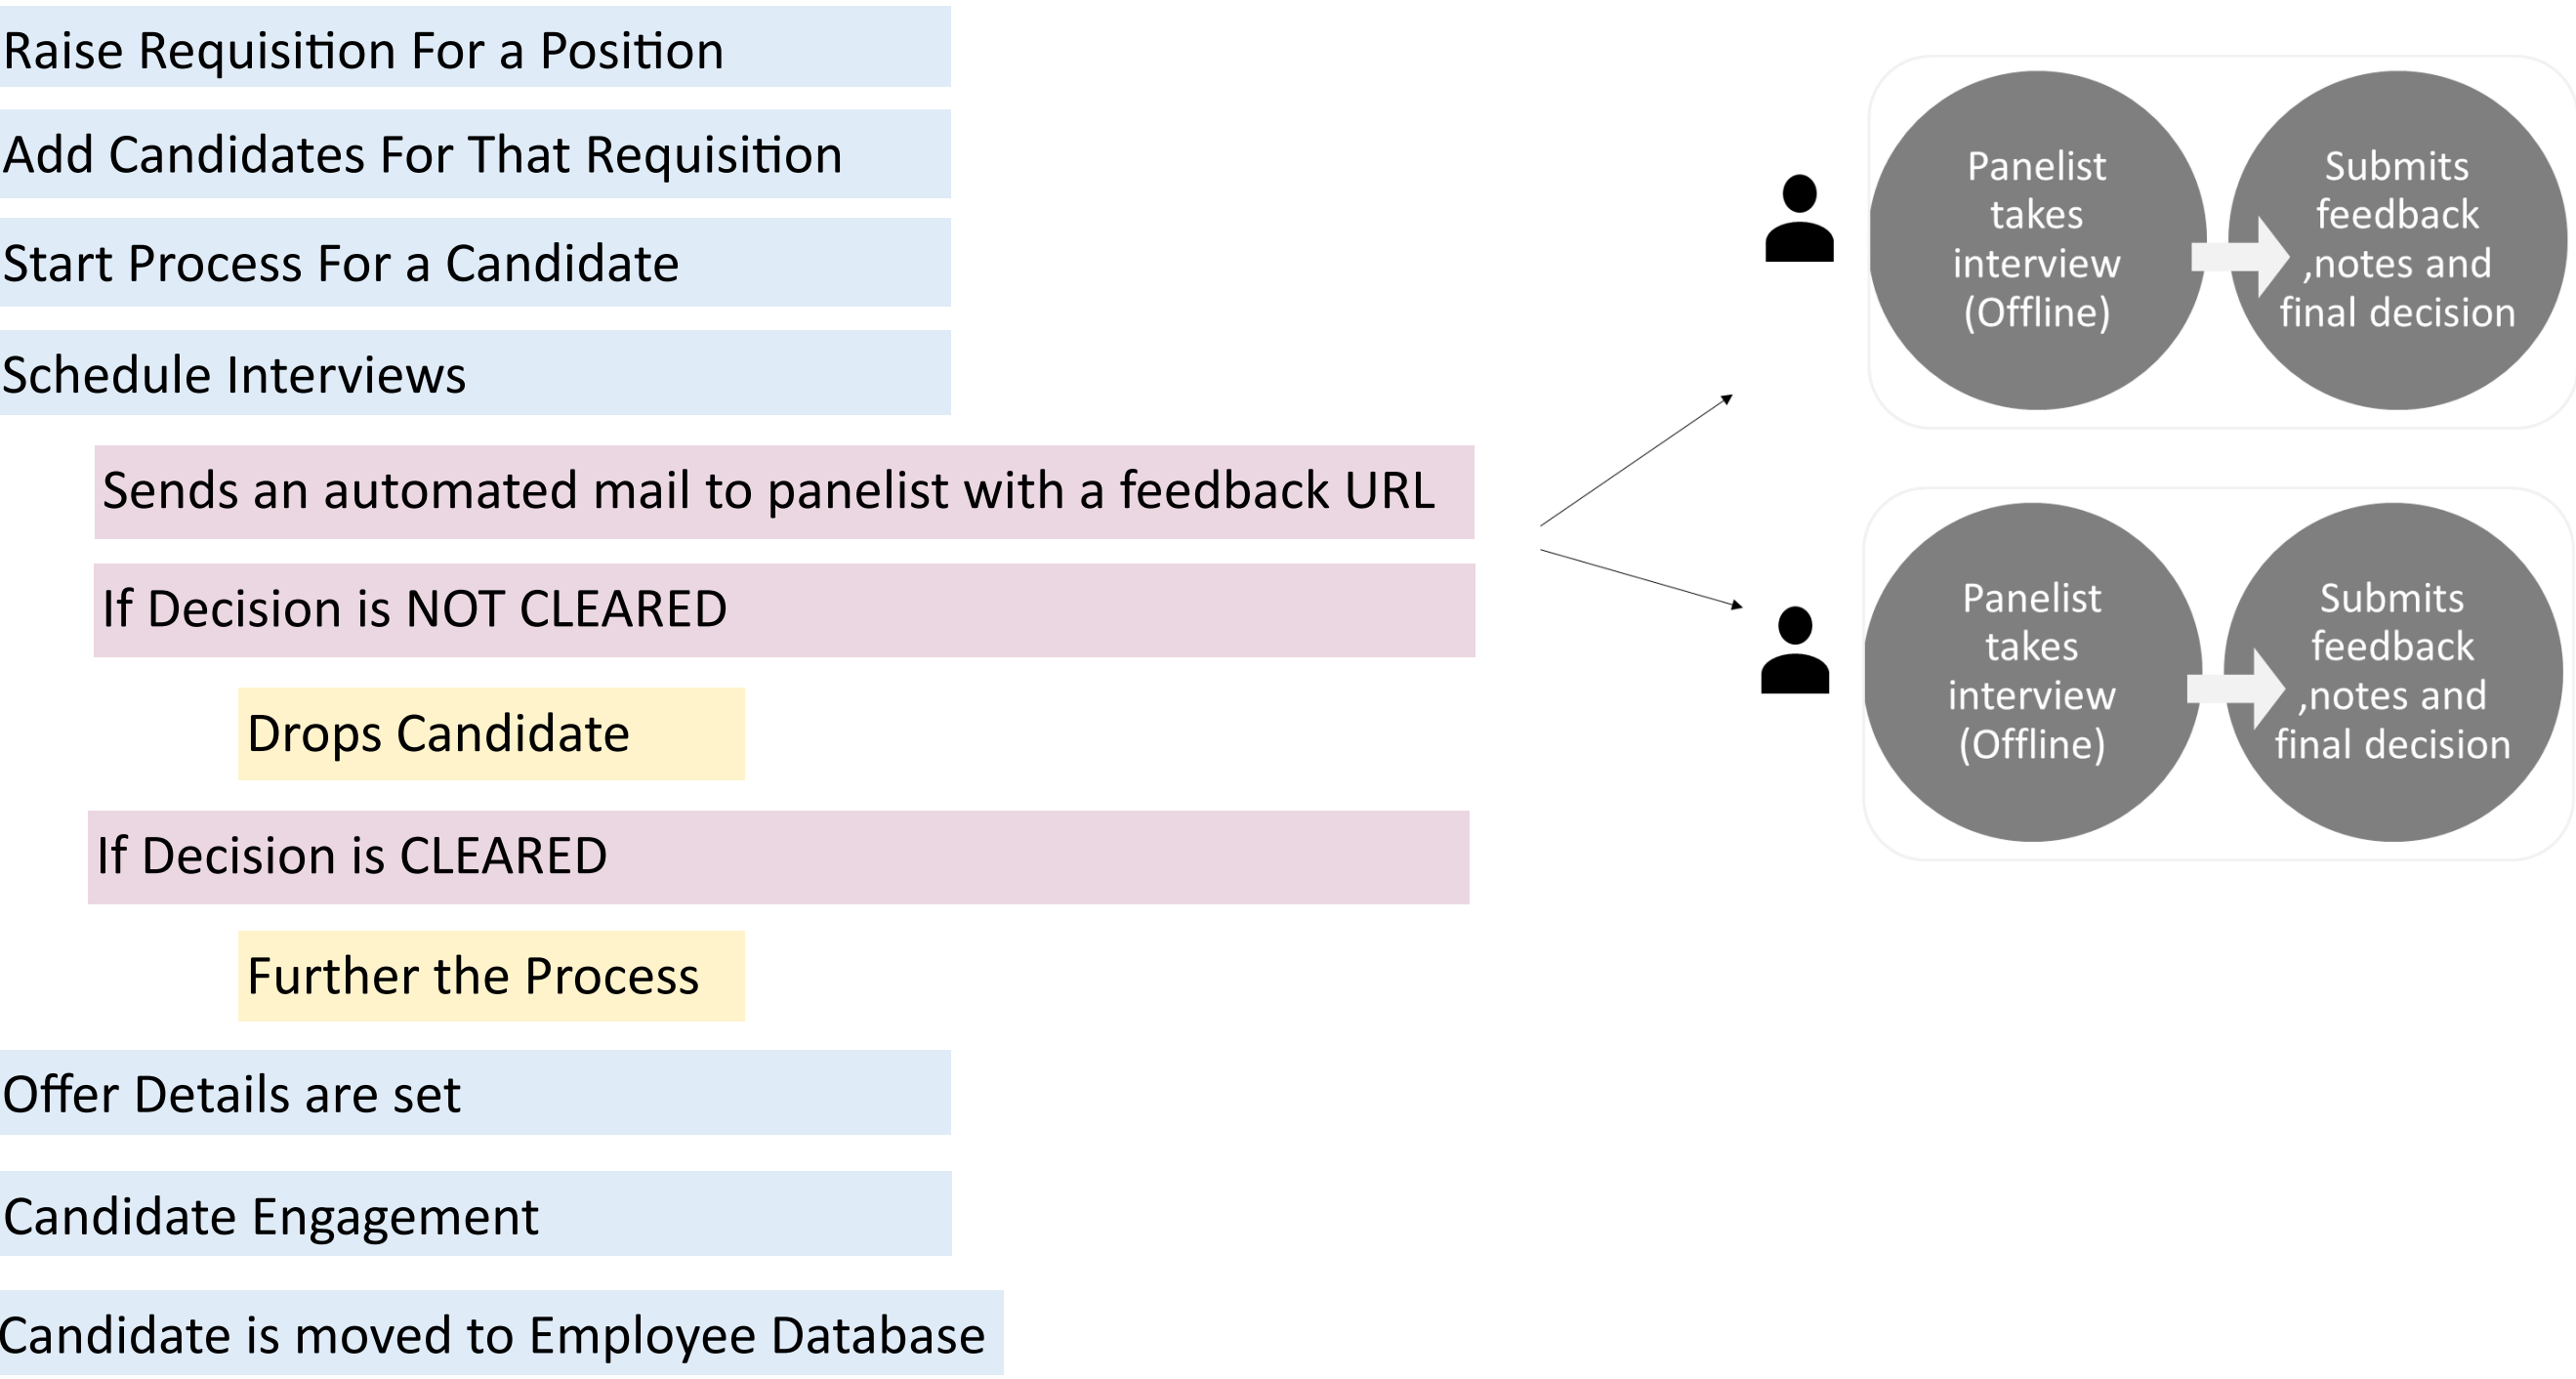 Raise Requisition For a Position
Add Candidates For That Requisition
Start Process For a Candidate
Schedule Interviews
Sends an automated mail to panelist with a feedback URL
If Decision is NOT CLEARED
Drops Candidate
If Decision is CLEARED
Further the Process
Offer Details are set
Candidate Engagement
Candidate is moved to Employee Database
Panelist
takes
interview
(Offline)
Submits
feedback
,notes and
final decision
Panelist
takes
interview
(Offline)
Submits
feedback
,notes and
final decision